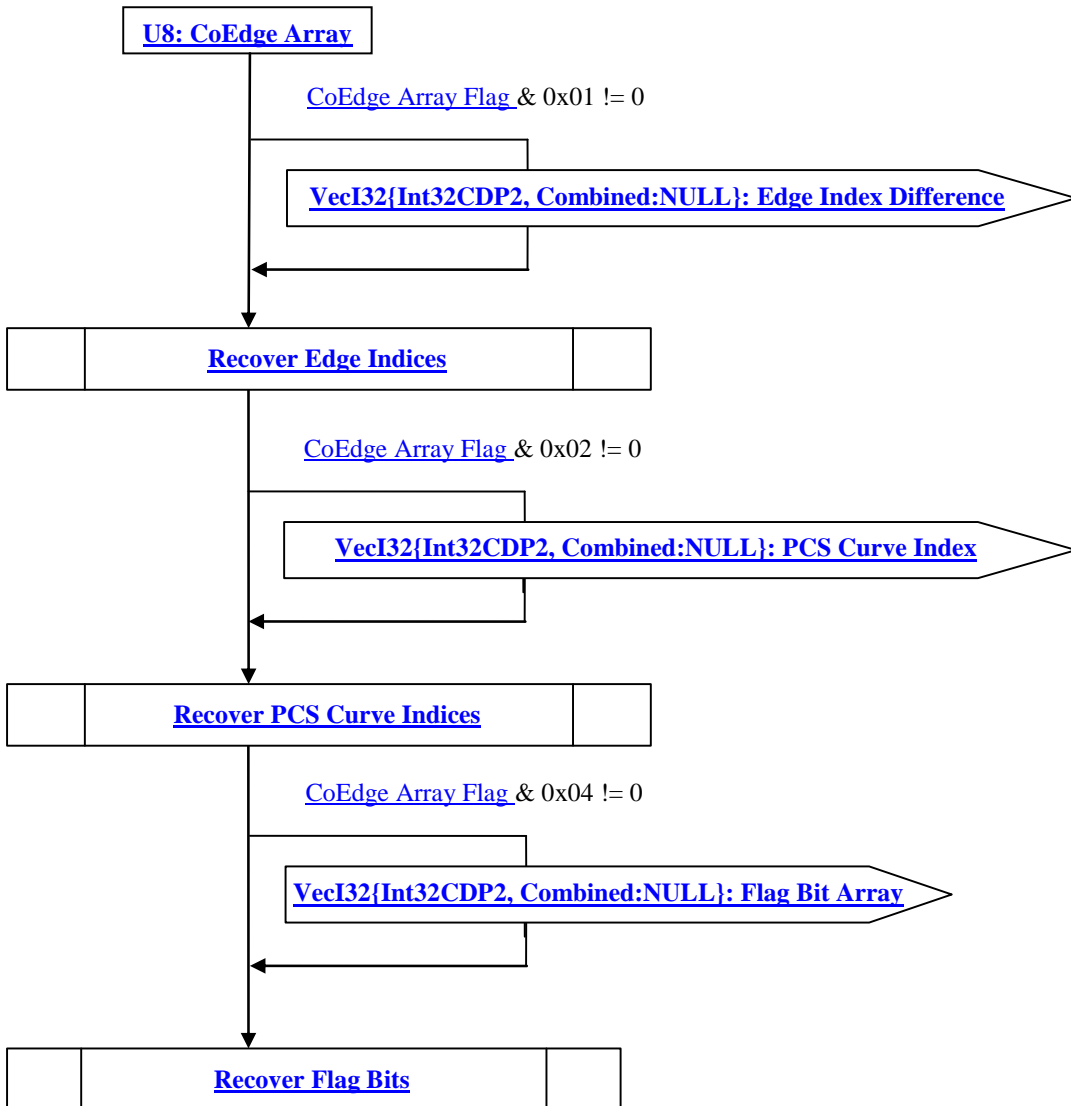 U8: CoEdge Array
CoEdge Array Flag & 0x01 != 0
VecI32{Int32CDP2, Combined:NULL}: Edge Index Difference
Recover Edge Indices
CoEdge Array Flag & 0x02 != 0
VecI32{Int32CDP2, Combined:NULL}: PCS Curve Index
Recover PCS Curve Indices
CoEdge Array Flag & 0x04 != 0
VecI32{Int32CDP2, Combined:NULL}: Flag Bit Array
Recover Flag Bits